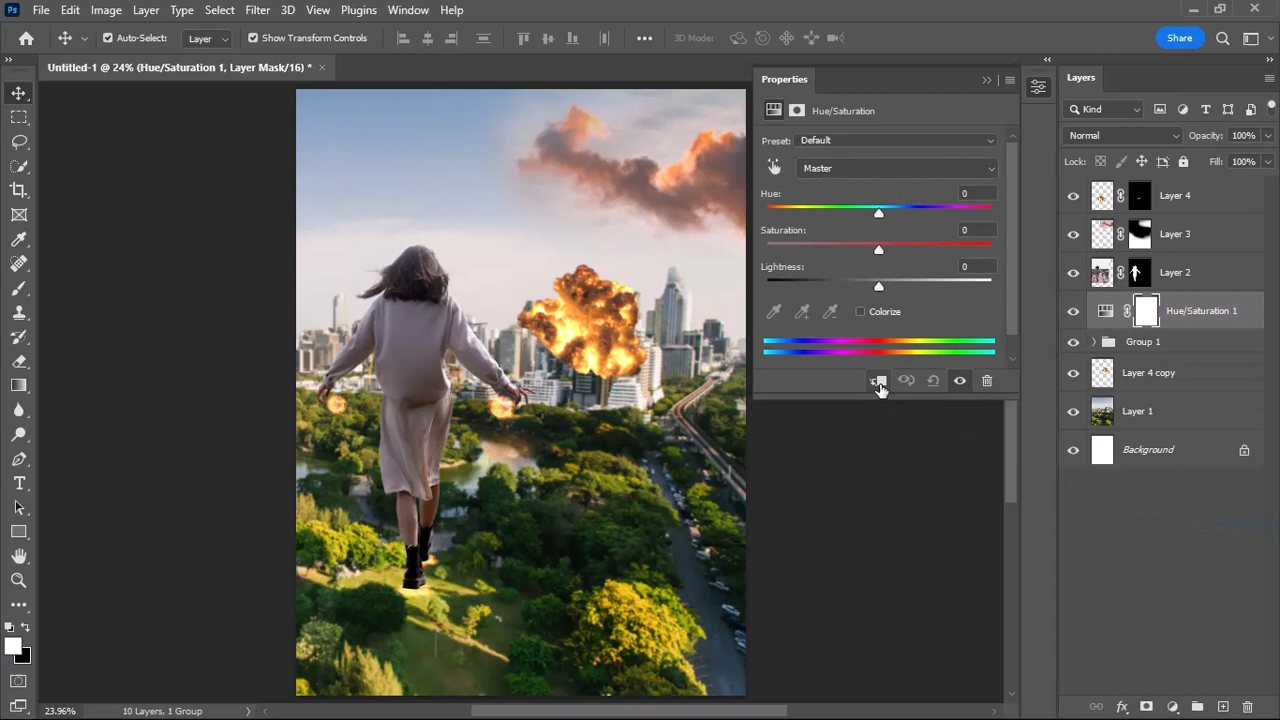 Ps File Edit Image Layer Type Select Filter 3D View Plugins Window Help
Auto-Select: Layer Show Transform Controls 3D Mode: Share
Untitled-1 @ 24% (Hue/Saturation 1, Layer Mask/16) *
Properties
Hue/Saturation
Preset: Default
Master
Hue: 0
Saturation: 0
Lightness: 0
Colorize
Layers
Kind
Normal Opacity: 100%
Lock: Fill: 100%
Layer 4
Layer 3
Layer 2
Hue/Saturation 1
Group 1
Layer 4 copy
Layer 1
Background
23.96% 10 Layers, 1 Group